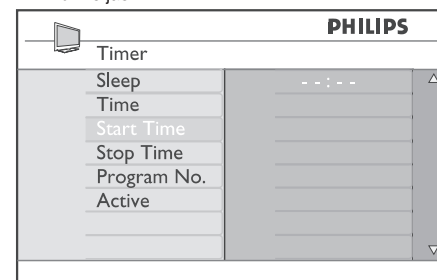 PHILIPS
Timer
Sleep --:--
Time
Start Time
Stop Time
Program No.
Active